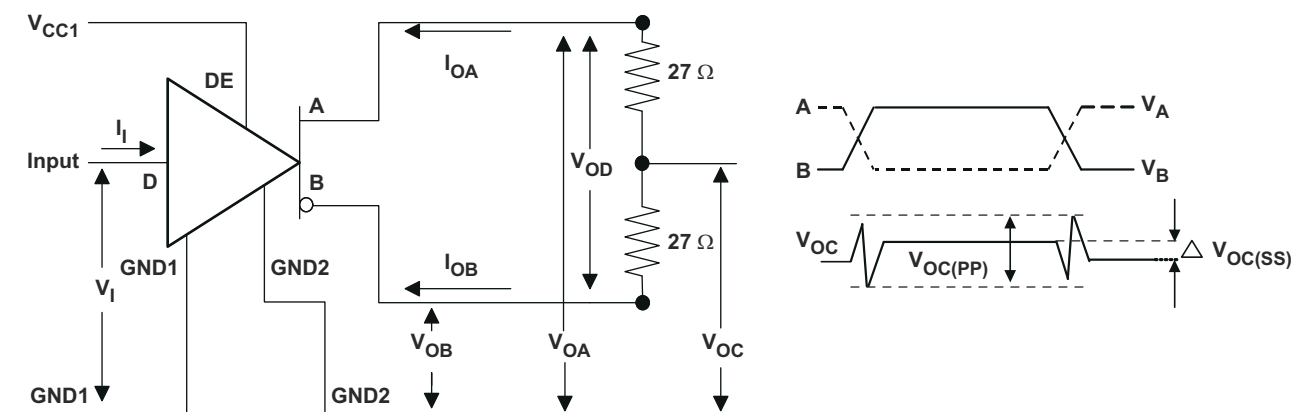 VCC1
DE
A
IOA
27 Ω
II
Input
D
B
VOD
27 Ω
GND1
GND2
VI
IOB
VOB
VOA
VOC
GND1
GND2
A
VA
B
VB
VOC
VOC(PP)
△ VOC(SS)